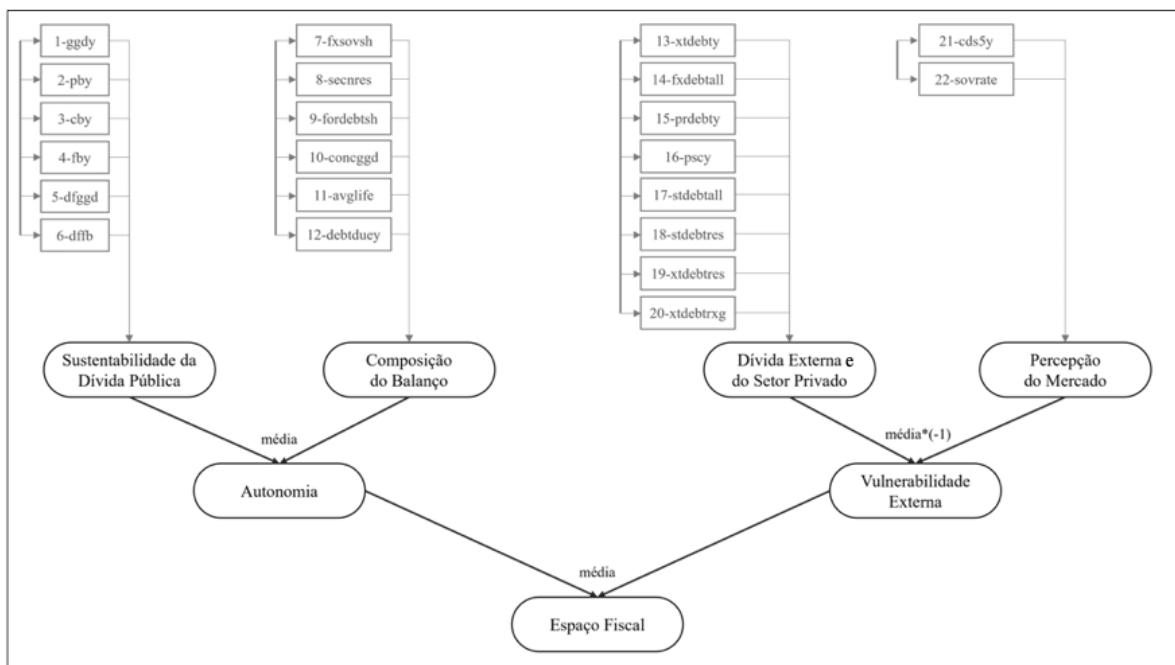 1-ggdy
2-pby
3-cby
4-fby
5-dfggd
6-dffb
7-fxsovsh
8-secnres
9-fordebtsh
10-concggd
11-avglife
12-debtduey
13-xtdebty
14-fxdebtall
15-prdebty
16-pscy
17-stdebtall
18-stdebtres
19-xtdebtres
20-xtdebtrxg
21-cds5y
22-sovrate
Sustentabilidade da
Dívida Pública
Composição
do Balanço
Dívida Externa e
do Setor Privado
Percepção
do Mercado
média
média*(-1)
Autonomia
Vulnerabilidade
Externa
média
Espaço Fiscal